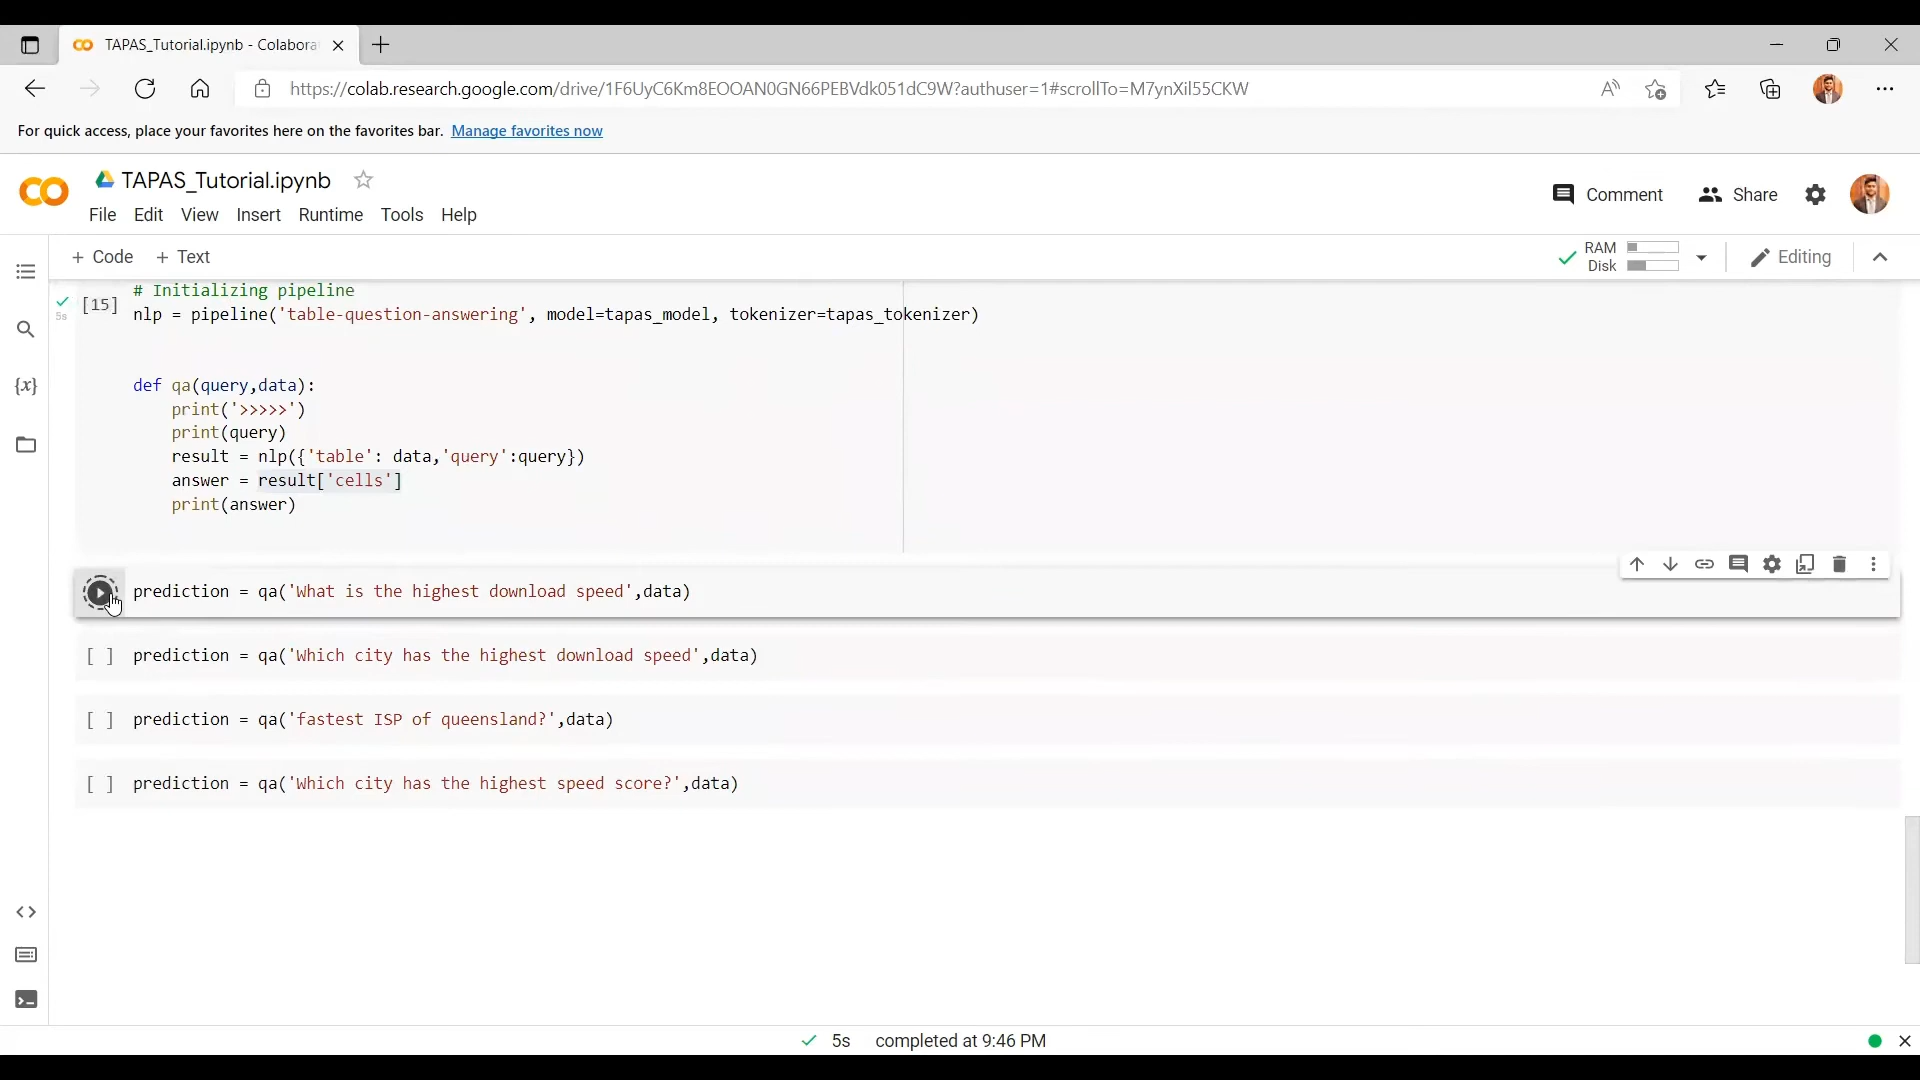 TAPAS_Tutorial.ipynb - Colabora
https://colab.research.google.com/drive/1F6UyC6Km8EOOAN0GN66PEBVdk051dC9W?authuser=1#scrollTo=M7ynXil55CKW
For quick access, place your favorites here on the favorites bar. Manage favorites now
TAPAS_Tutorial.ipynb
File Edit View Insert Runtime Tools Help
Comment Share
+ Code + Text
RAM
Disk
Editing
[15] # Initializing pipeline
5s
nlp = pipeline('table-question-answering', model=tapas_model, tokenizer=tapas_tokenizer)
def qa(query,data):
print('>>>>>')
print(query)
result = nlp({'table': data,'query':query})
answer = result['cells']
print(answer)
prediction = qa('What is the highest download speed',data)
[ ] prediction = qa('Which city has the highest download speed',data)
[ ] prediction = qa('fastest ISP of queensland?',data)
[ ] prediction = qa('Which city has the highest speed score?',data)
5s completed at 9:46 PM